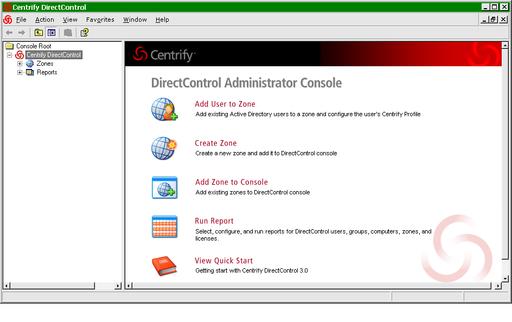 Centrify DirectControl
File Action View Favorites Window Help
Console Root
Centrify DirectControl
Zones
Reports
Centrify
DirectControl Administrator Console
Add User to Zone
Add existing Active Directory users to a zone and configure the user's Centrify Profile
Create Zone
Create a new zone and add it to DirectControl console
Add Zone to Console
Add existing zones to DirectControl console
Run Report
Select, configure, and run reports for DirectControl users, groups, computers, zones, and
licenses.
View Quick Start
Getting started with Centrify DirectControl 3.0